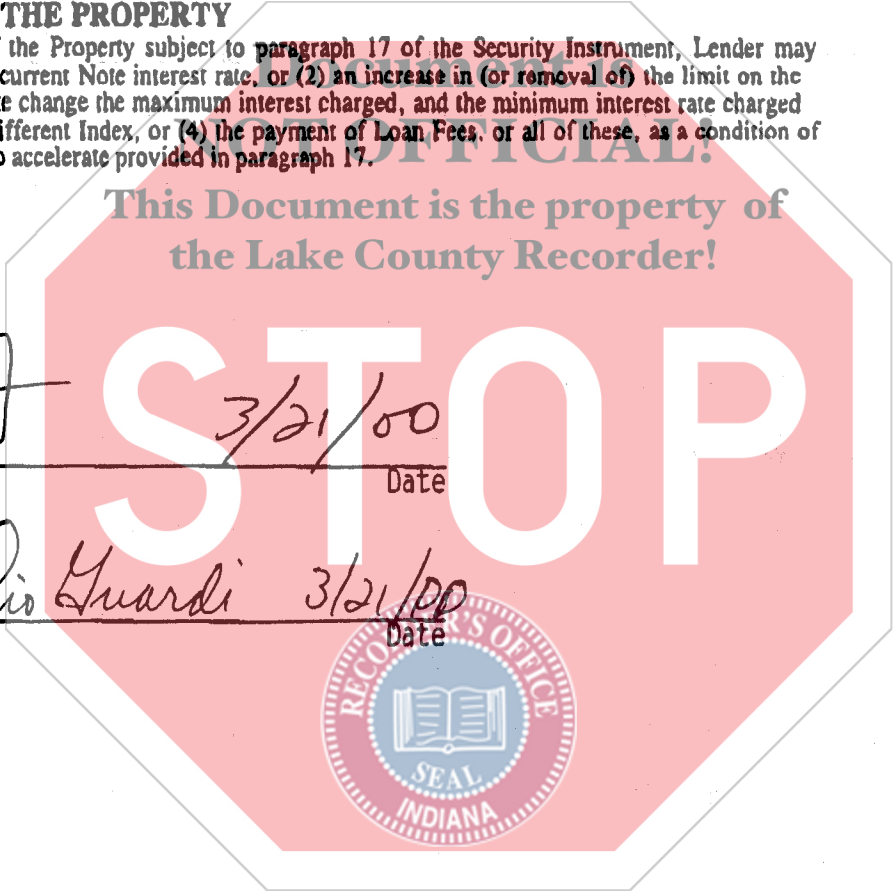 THE PROPERTY
the Property subject to paragraph 17 of the Security Instrument, Lender may
current Note interest rate, or (2) an increase in (or removal of) the limit on the
e change the maximum interest charged, and the minimum interest rate charged
ifferent Index, or (4) the payment of Loan Fees, or all of these, as a condition of
o accelerate provided in paragraph 17.
Document is
NOT OFFICIAL!
This Document is the property of
the Lake County Recorder!
STOP
3/21/00
Date
io Guardi 3/21/00
Date
RECORDER'S OFFICE
SEAL
INDIANA